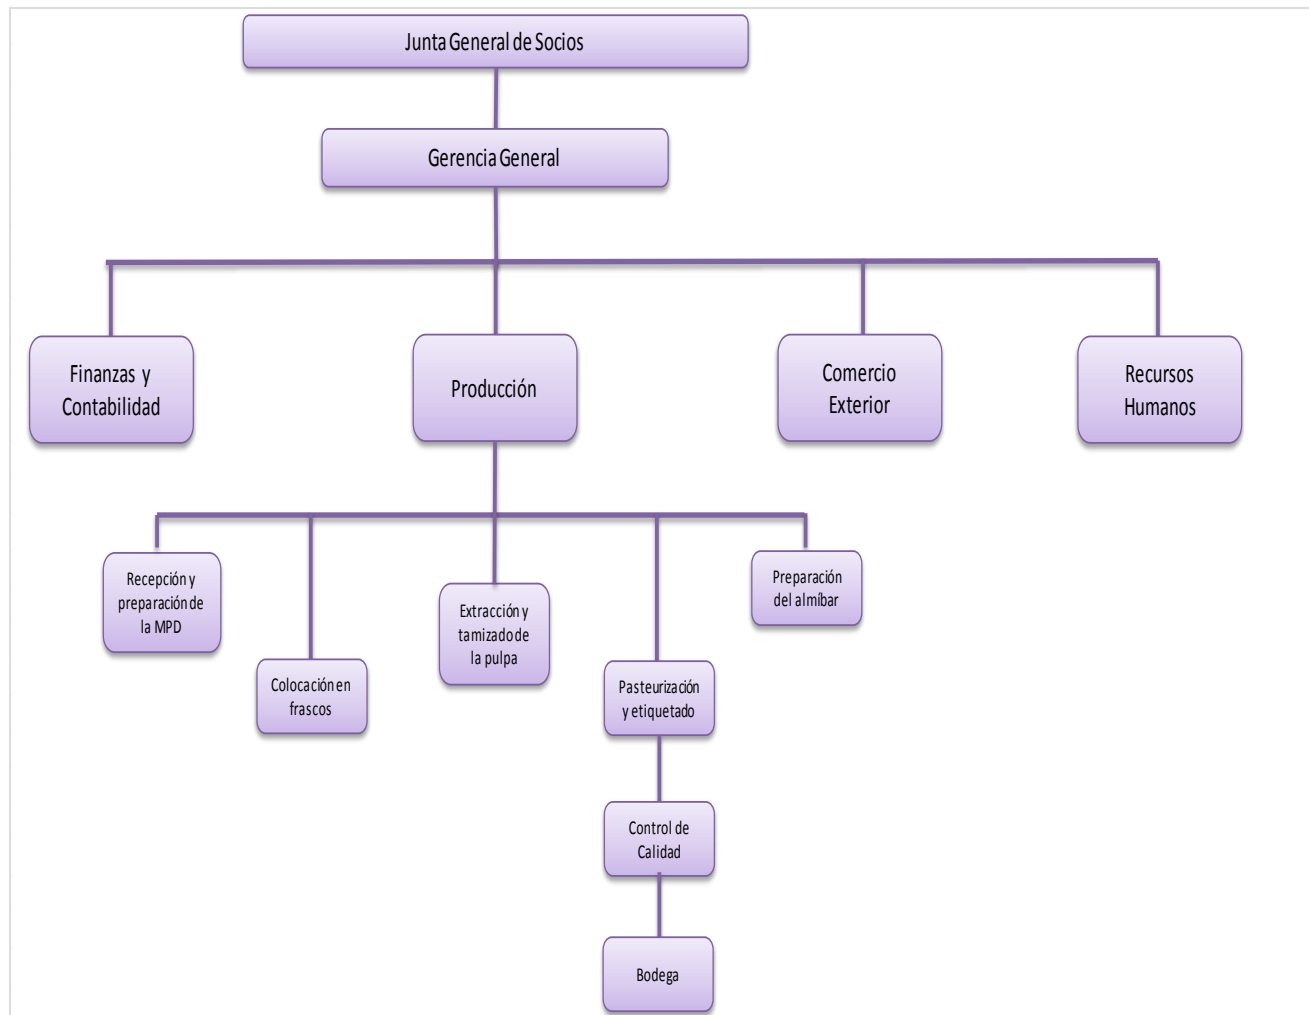 Junta General de Socios
Gerencia General
Finanzas y
Contabilidad
Producción
Comercio
Exterior
Recursos
Humanos
Recepción y
preparación de
la MPD
Colocación en
frascos
Extracción y
tamizado de
la pulpa
Pasteurización
y etiquetado
Preparación
del almíbar
Control de
Calidad
Bodega